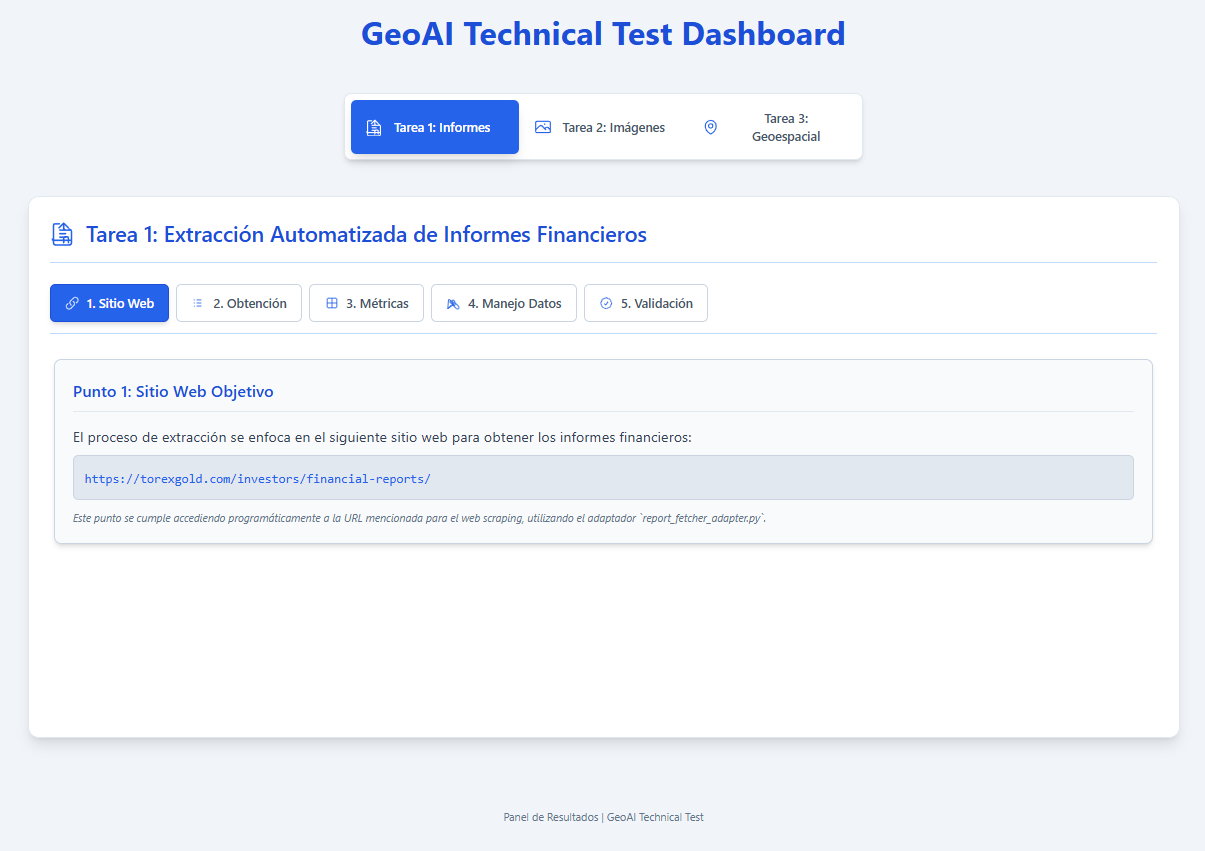 GeoAI Technical Test Dashboard
Tarea 1: Informes
Tarea 2: Imágenes
Tarea 3:
Geoespacial
Tarea 1: Extracción Automatizada de Informes Financieros
1. Sitio Web
2. Obtención
3. Métricas
4. Manejo Datos
5. Validación
Punto 1: Sitio Web Objetivo
El proceso de extracción se enfoca en el siguiente sitio web para obtener los informes financieros:
https://torexgold.com/investors/financial-reports/
Este punto se cumple accediendo programáticamente a la URL mencionada para el web scraping, utilizando el adaptador `report_fetcher_adapter.py`.
Panel de Resultados | GeoAI Technical Test